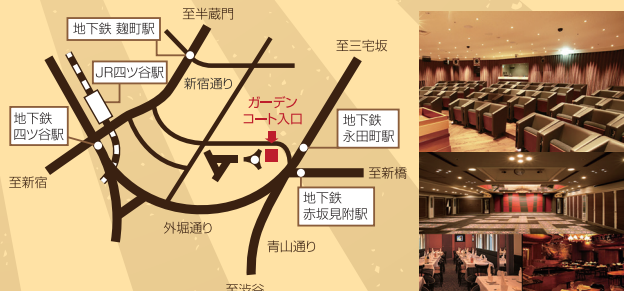 至半蔵門
地下鉄 麹町駅
至三宅坂
JR四ツ谷駅
新宿通り
ガーデン
コート入口
地下鉄
四ツ谷駅
地下鉄
永田町駅
至新宿
至新橋
地下鉄
赤坂見附駅
外堀通り
青山通り
至渋谷